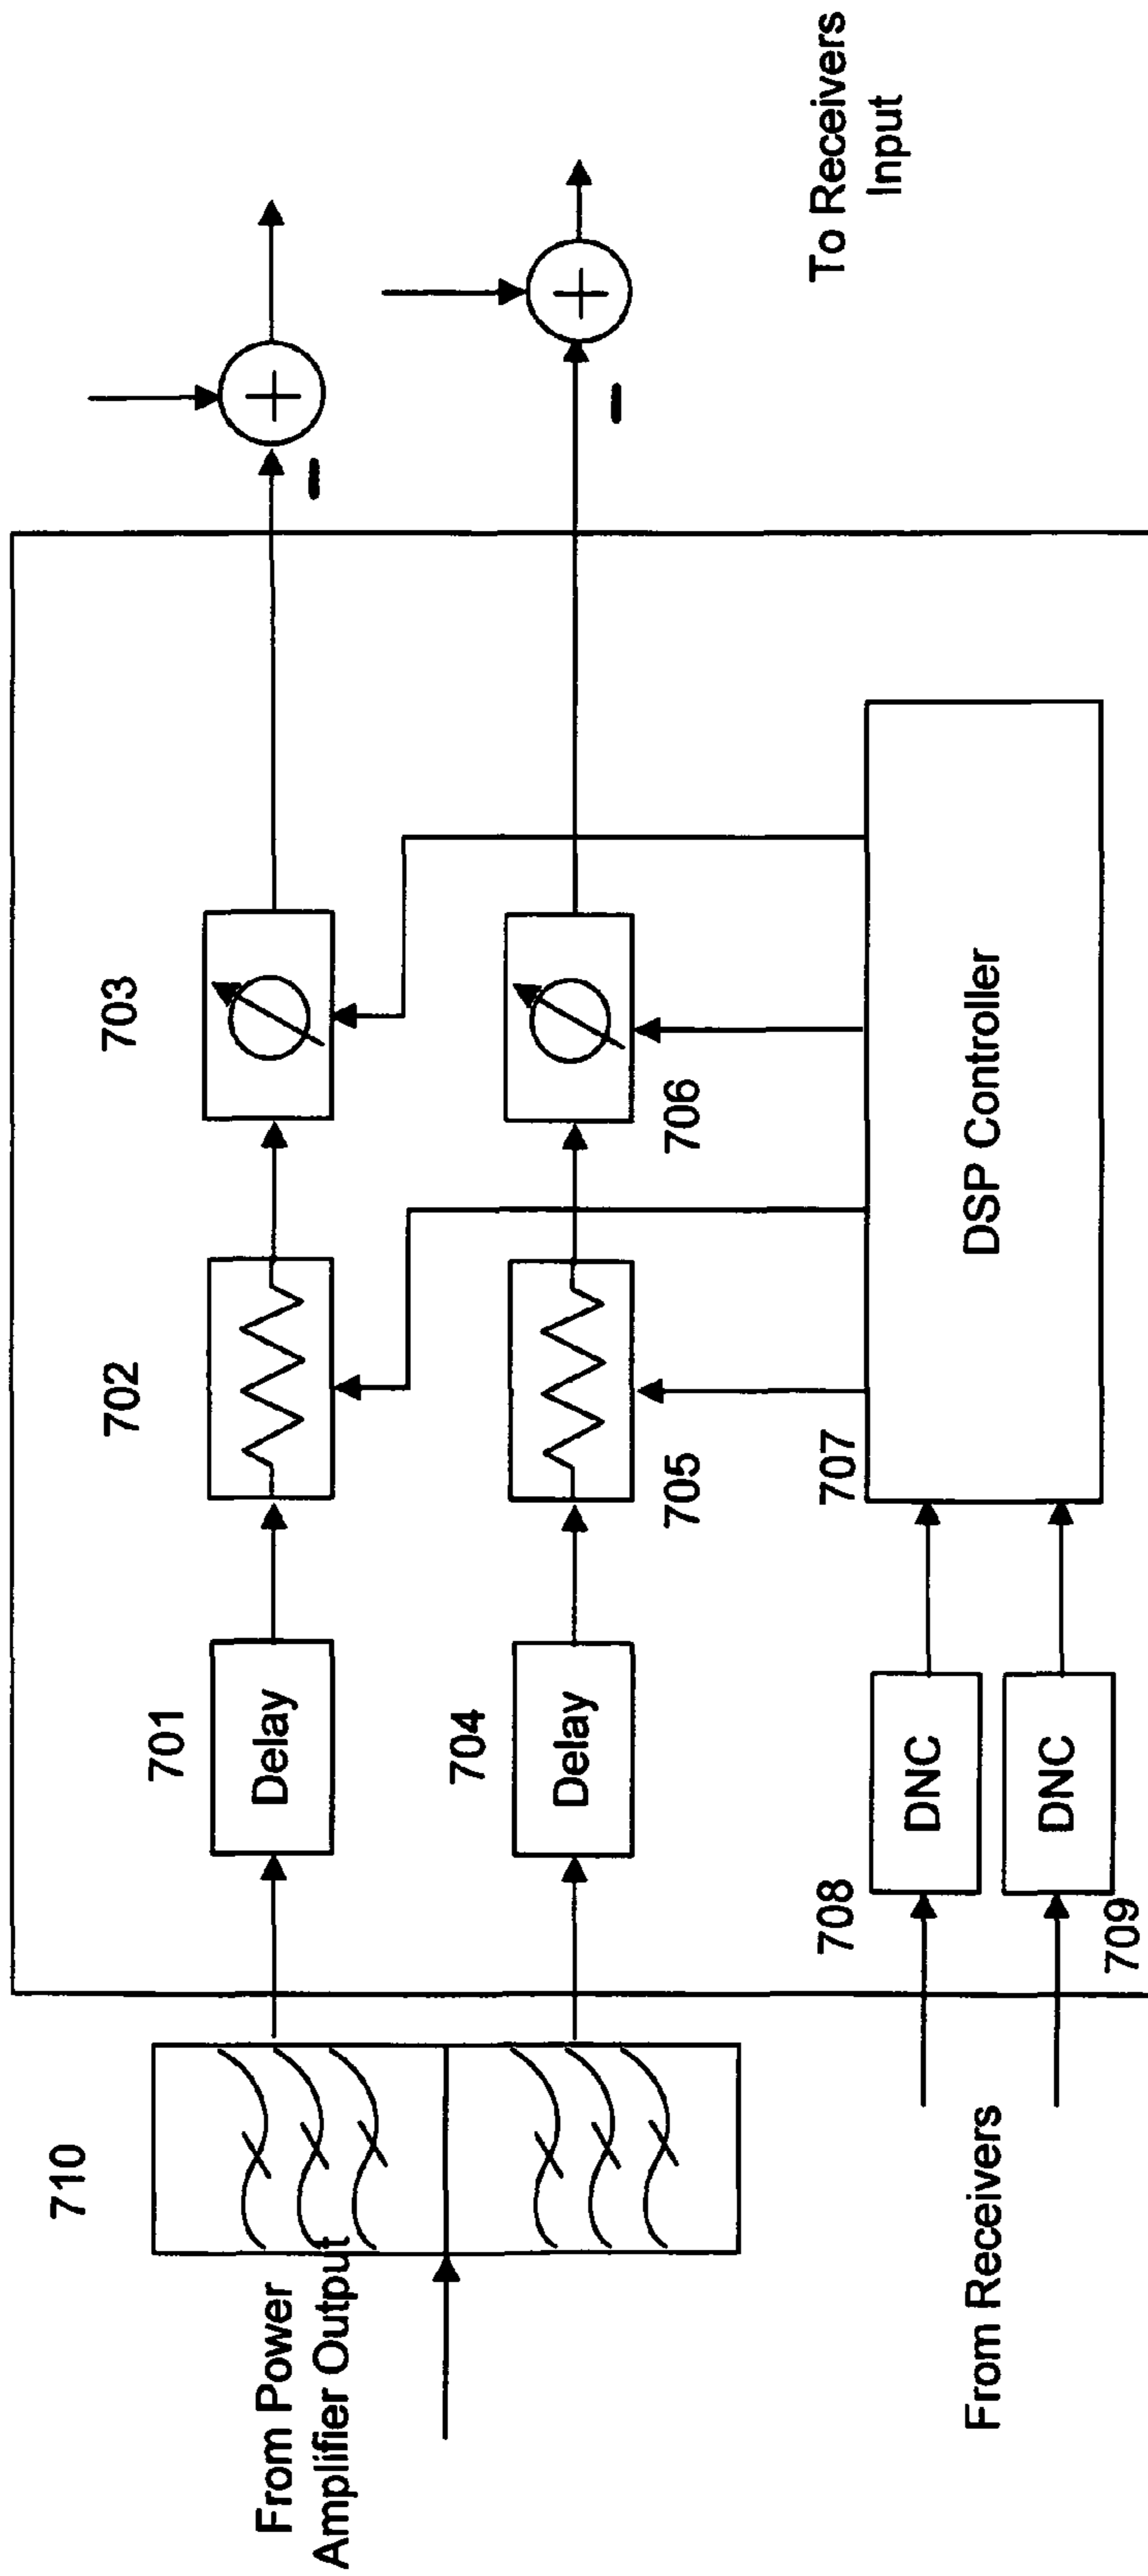 710
From Power
Amplifier Output
701
Delay
702
703
704
Delay
705
706
707
DSP Controller
708
DNC
709
DNC
From Receivers
To Receivers
Input
+
+